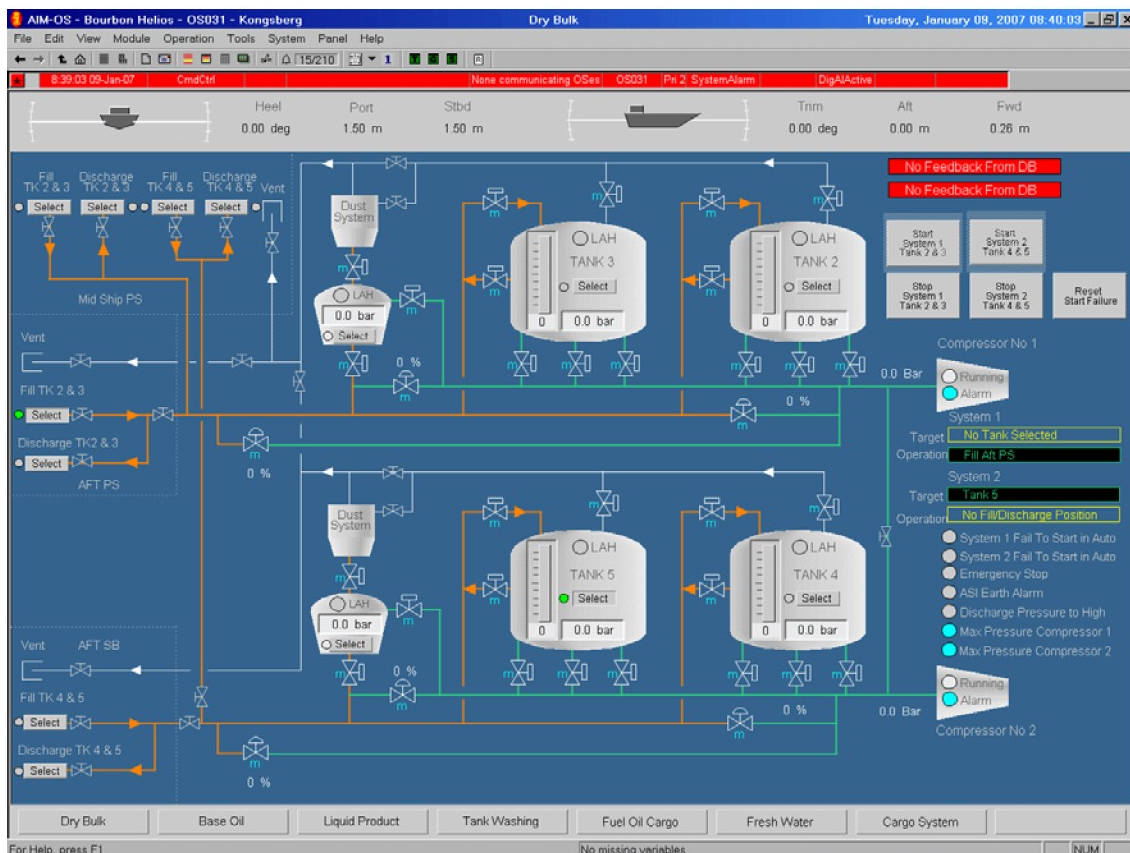 AIM-OS - Bourbon Helios - OS031 - Kongsberg
Dry Bulk
Tuesday, January 09, 2007 08:40:03
File Edit View Module Operation Tools System Panel Help
15/210
1
8:39:03 09-Jan-07 CmdCtrl None communicating OSes OS031 Pri 2 SystemAlarm DigAlActive
Heel Port Stbd Trim Aft Fwd
0.00 deg 1.50 m 1.50 m 0.00 deg 0.00 m 0.26 m
No Feedback From DB
No Feedback From DB
Fill TK 2 & 3
Discharge TK 2 & 3
Fill TK 4 & 5
Discharge TK 4 & 5
Vent
Select Select Select Select
Mid Ship PS
Dust System
LAH
0.0 bar
Select
m
LAH
TANK 3
Select
0 0.0 bar
LAH
TANK 2
Select
0 0.0 bar
Start System 1 Tank 2 & 3
Start System 2 Tank 4 & 5
Stop System 1 Tank 2 & 3
Stop System 2 Tank 4 & 5
Reset Start Failure
Vent
Fill TK 2 & 3
Select
Discharge TK2 & 3
Select
AFT PS
0 %
0 %
0 %
0.0 Bar
Compressor No 1
Running
Alarm
System 1
Target No Tank Selected
Operation Fill Aft PS
System 2
Target Tank 5
Operation No Fill/Discharge Position
System 1 Fail To Start in Auto
System 2 Fail To Start in Auto
Emergency Stop
ASI Earth Alarm
Discharge Pressure to High
Max Pressure Compressor 1
Max Pressure Compressor 2
Dust System
LAH
0.0 bar
Select
LAH
TANK 5
Select
0 0.0 bar
LAH
TANK 4
Select
0 0.0 bar
Vent AFT SB
Fill TK 4 & 5
Select
Discharge TK 4 & 5
Select
0 %
0 %
0 %
0.0 Bar
Running
Alarm
Compressor No 2
Dry Bulk Base Oil Liquid Product Tank Washing Fuel Oil Cargo Fresh Water Cargo System
For Help, press F1 No missing variables NUM